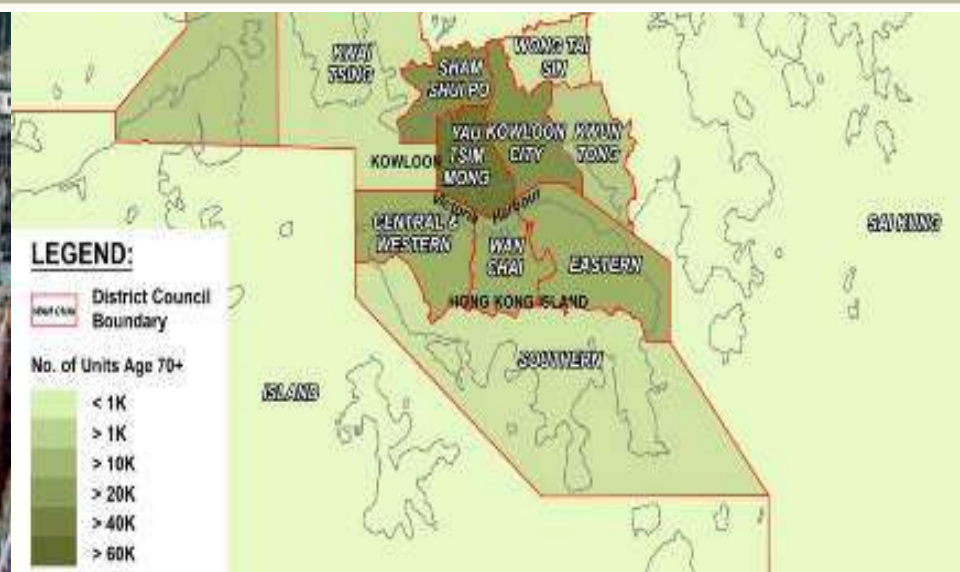 KWAI
TSING
SHAM
SHUI PO
WONG TAI
SIN
YAU
TSIM
MONG
KOWLOON
CITY
KWUN
TONG
KOWLOON
Victoria Harbour
SAI KUNG
CENTRAL &
WESTERN
WAN
CHAI
EASTERN
HONG KONG ISLAND
SOUTHERN
ISLAND
LEGEND:
District Council
Boundary
No. of Units Age 70+
< 1K
> 1K
> 10K
> 20K
> 40K
> 60K